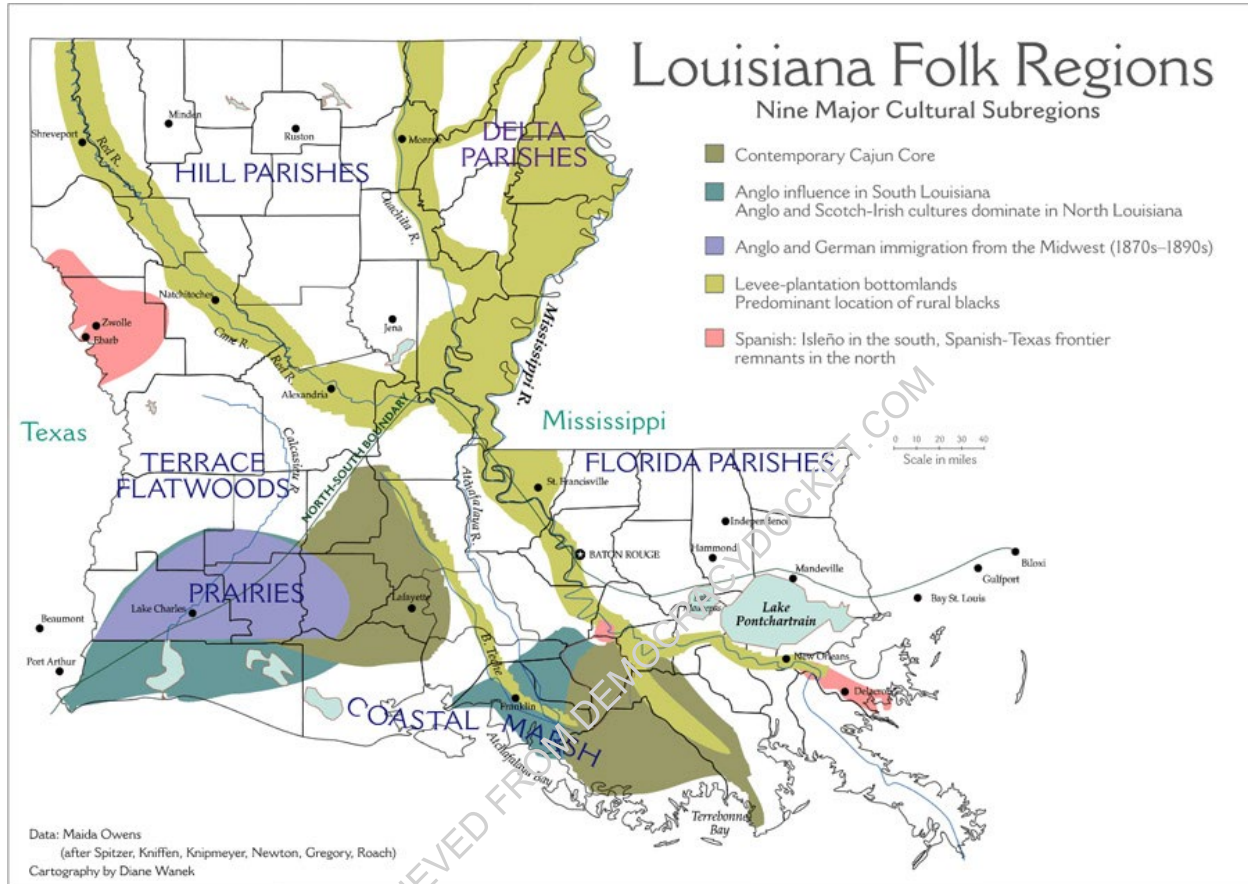 Louisiana Folk Regions
Nine Major Cultural Subregions
Contemporary Cajun Core
Anglo influence in South Louisiana
Anglo and Scotch-Irish cultures dominate in North Louisiana
Anglo and German immigration from the Midwest (1870s–1890s)
Levee-plantation bottomlands
Predominant location of rural blacks
Spanish: Isleño in the south, Spanish-Texas frontier
remnants in the north
Minden
Ruston
Shreveport
Monroe
Red R.
DELTA
PARISHES
HILL PARISHES
Ouachita R.
Natchitoches
Zwolle
Ebarb
Jena
Cane R.
Red R.
Mississippi R.
Alexandria
Texas
Mississippi
0 10 20 30 40
Scale in miles
NORTH-SOUTH BOUNDARY
Calcasieu R.
TERRACE
FLATWOODS
Atchafalaya R.
FLORIDA PARISHES
St. Francisville
Independence
BATON ROUGE
Hammond
Mandeville
Biloxi
Gulfport
Bay St. Louis
PRAIRIES
Lake Charles
Lafayette
Beaumont
Port Arthur
Lake
Lake
Pontchartrain
B. Teche
New Orleans
Franklin
COASTAL MARSH
Atchafalaya Bay
Terrebonne
Bay
Data: Maida Owens
(after Spitzer, Kniffen, Knipmeyer, Newton, Gregory, Roach)
Cartography by Diane Wanek
IEVED FROM DEMOCRACYDOCKET.COM